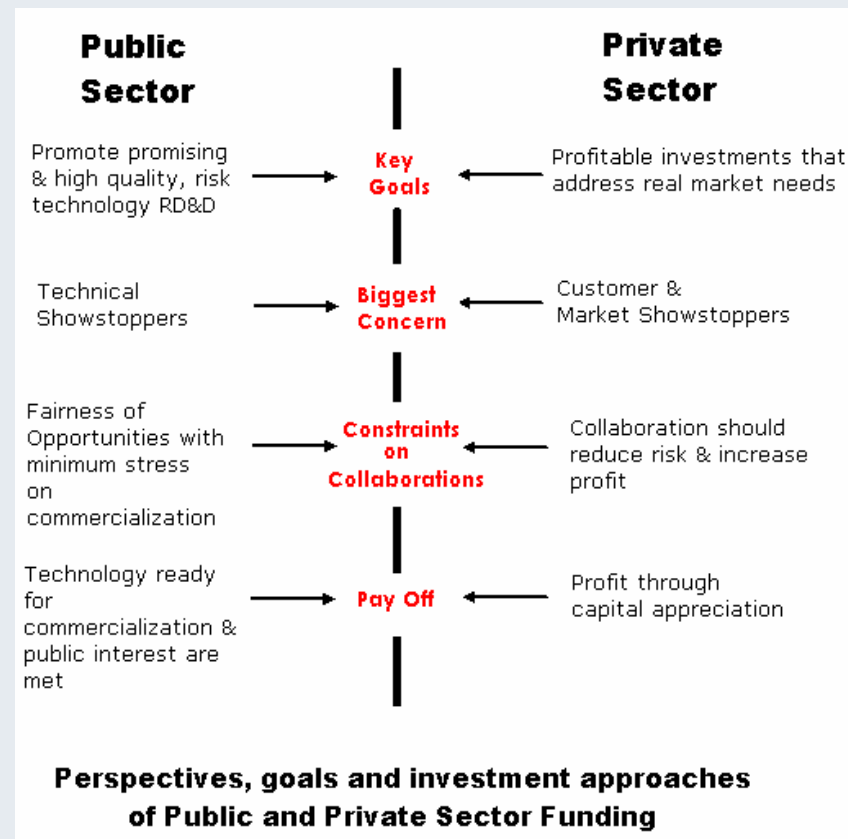 Public
Sector
Private
Sector
Promote promising
& high quality, risk
technology RD&D
Key
Goals
Profitable investments that
address real market needs
Technical
Showstoppers
Biggest
Concern
Customer &
Market Showstoppers
Fairness of
Opportunities with
minimum stress
on
commercialization
Constraints
on
Collaborations
Collaboration should
reduce risk & increase
profit
Technology ready
for
commercialization &
public interest are
met
Pay Off
Profit through
capital appreciation
Perspectives, goals and investment approaches
of Public and Private Sector Funding